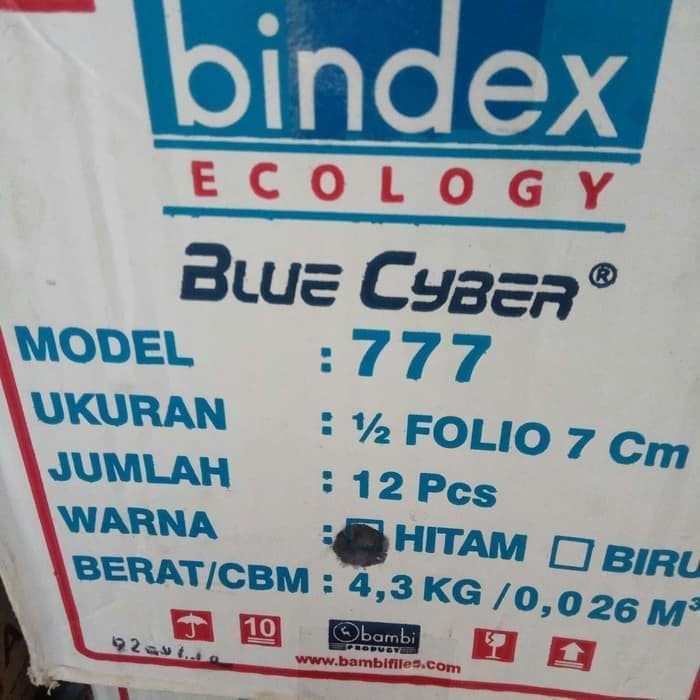 bindex
ECOLOGY
BLUE CYBER®
MODEL : 777
UKURAN : ½ FOLIO 7 Cm
JUMLAH : 12 Pcs
WARNA : HITAM BIRU
BERAT/CBM : 4,3 KG / 0,026 M³
10
bambi
PRODUCT
www.bambifiles.com